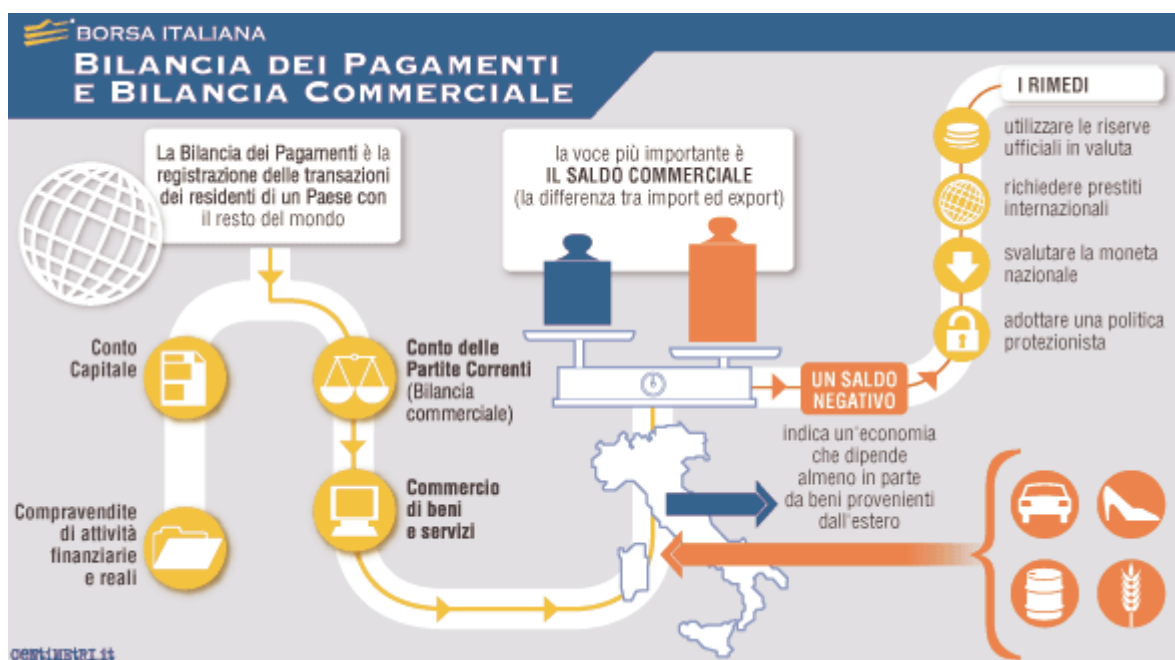 BORSA ITALIANA
BILANCIA DEI PAGAMENTI
E BILANCIA COMMERCIALE
La Bilancia dei Pagamenti è la
registrazione delle transazioni
dei residenti di un Paese con
il resto del mondo
la voce più importante è
IL SALDO COMMERCIALE
(la differenza tra import ed export)
I RIMEDI
utilizzare le riserve
ufficiali in valuta
richiedere prestiti
internazionali
svalutare la moneta
nazionale
adottare una politica
protezionista
Conto
Capitale
Conto delle
Partite Correnti
(Bilancia
commerciale)
UN SALDO
NEGATIVO
indica un'economia
che dipende
almeno in parte
da beni provenienti
dall'estero
Compravendite
di attività
finanziarie
e reali
Commercio
di beni
e servizi
centimetri.it